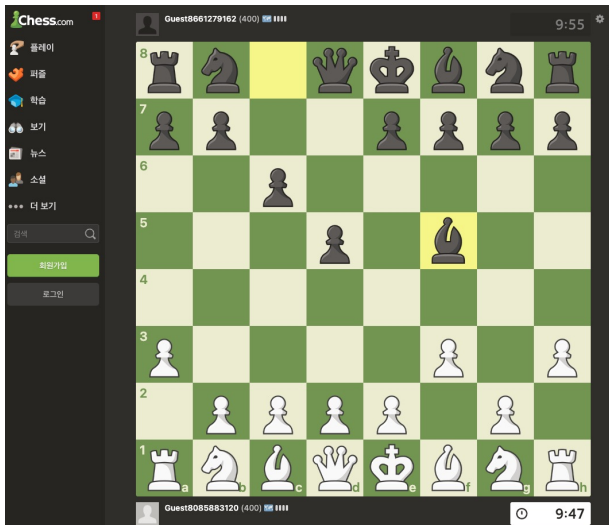 Chess.com
1
플레이
퍼즐
학습
보기
뉴스
소셜
더 보기
검색
회원가입
로그인
Guest8661279162 (400)
9:55
8
7
6
5
4
3
2
1
a b c d e f g h
Guest8085883120 (400)
9:47